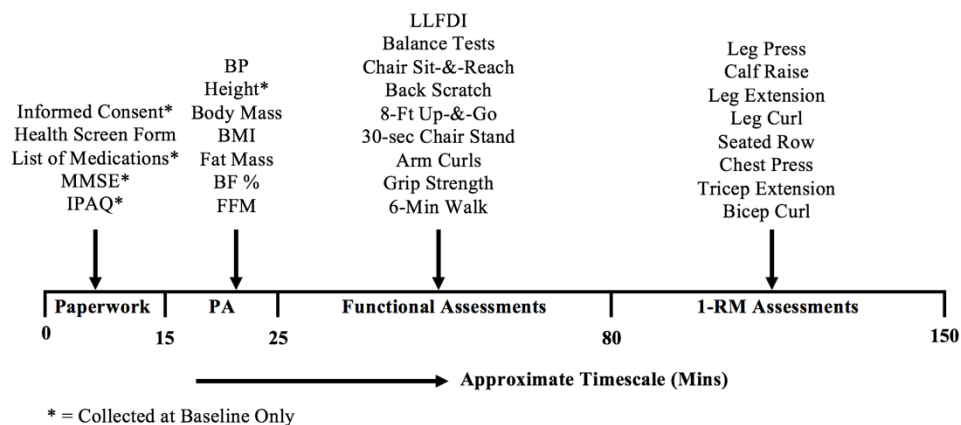 Informed Consent*
Health Screen Form
List of Medications*
MMSE*
IPAQ*
BP
Height*
Body Mass
BMI
Fat Mass
BF %
FFM
LLFDI
Balance Tests
Chair Sit-&-Reach
Back Scratch
8-Ft Up-&-Go
30-sec Chair Stand
Arm Curls
Grip Strength
6-Min Walk
Leg Press
Calf Raise
Leg Extension
Leg Curl
Seated Row
Chest Press
Tricep Extension
Bicep Curl
Paperwork PA Functional Assessments 1-RM Assessments
0 15 25 80 150
Approximate Timescale (Mins)
* = Collected at Baseline Only